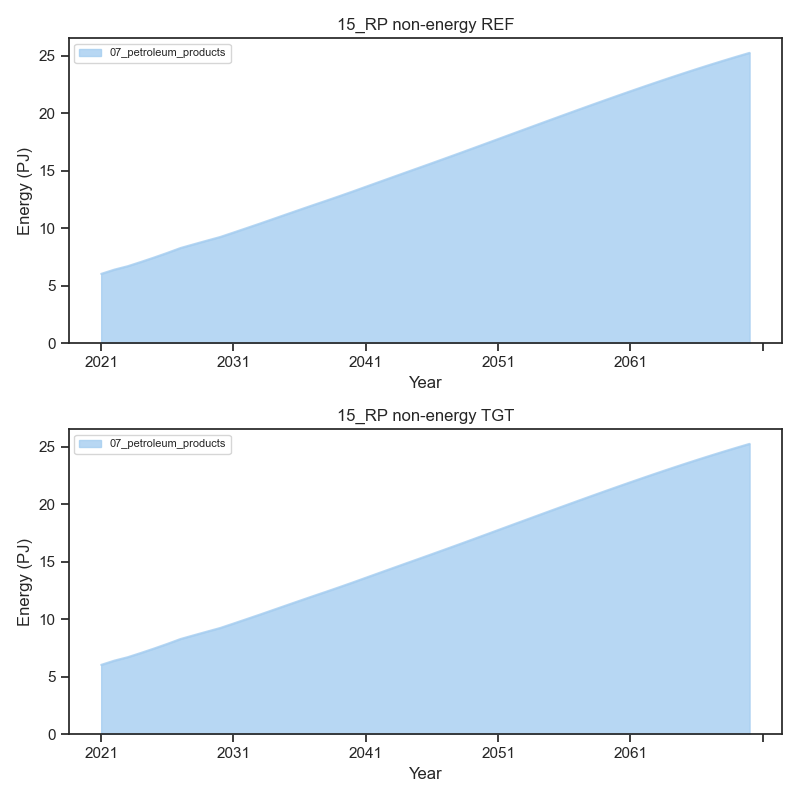 15_RP non-energy REF
07_petroleum_products
25
20
15
10
5
0
Energy (PJ)
2021 2031 2041 2051 2061
Year
15_RP non-energy TGT
07_petroleum_products
25
20
15
10
5
0
Energy (PJ)
2021 2031 2041 2051 2061
Year